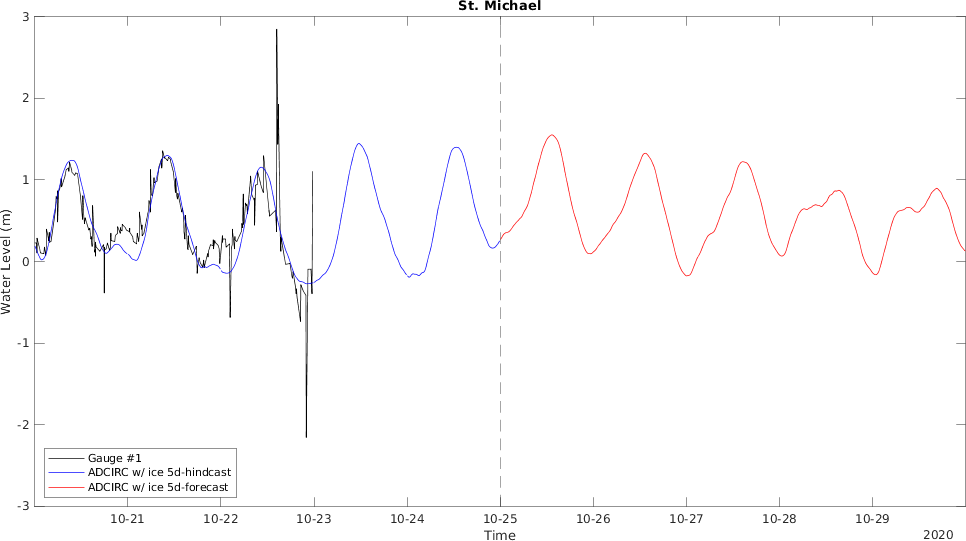 St. Michael
3
2
1
0
-1
-2
-3
Water Level (m)
Gauge #1
ADCIRC w/ ice 5d-hindcast
ADCIRC w/ ice 5d-forecast
10-21 10-22 10-23 10-24 10-25 10-26 10-27 10-28 10-29
Time
2020